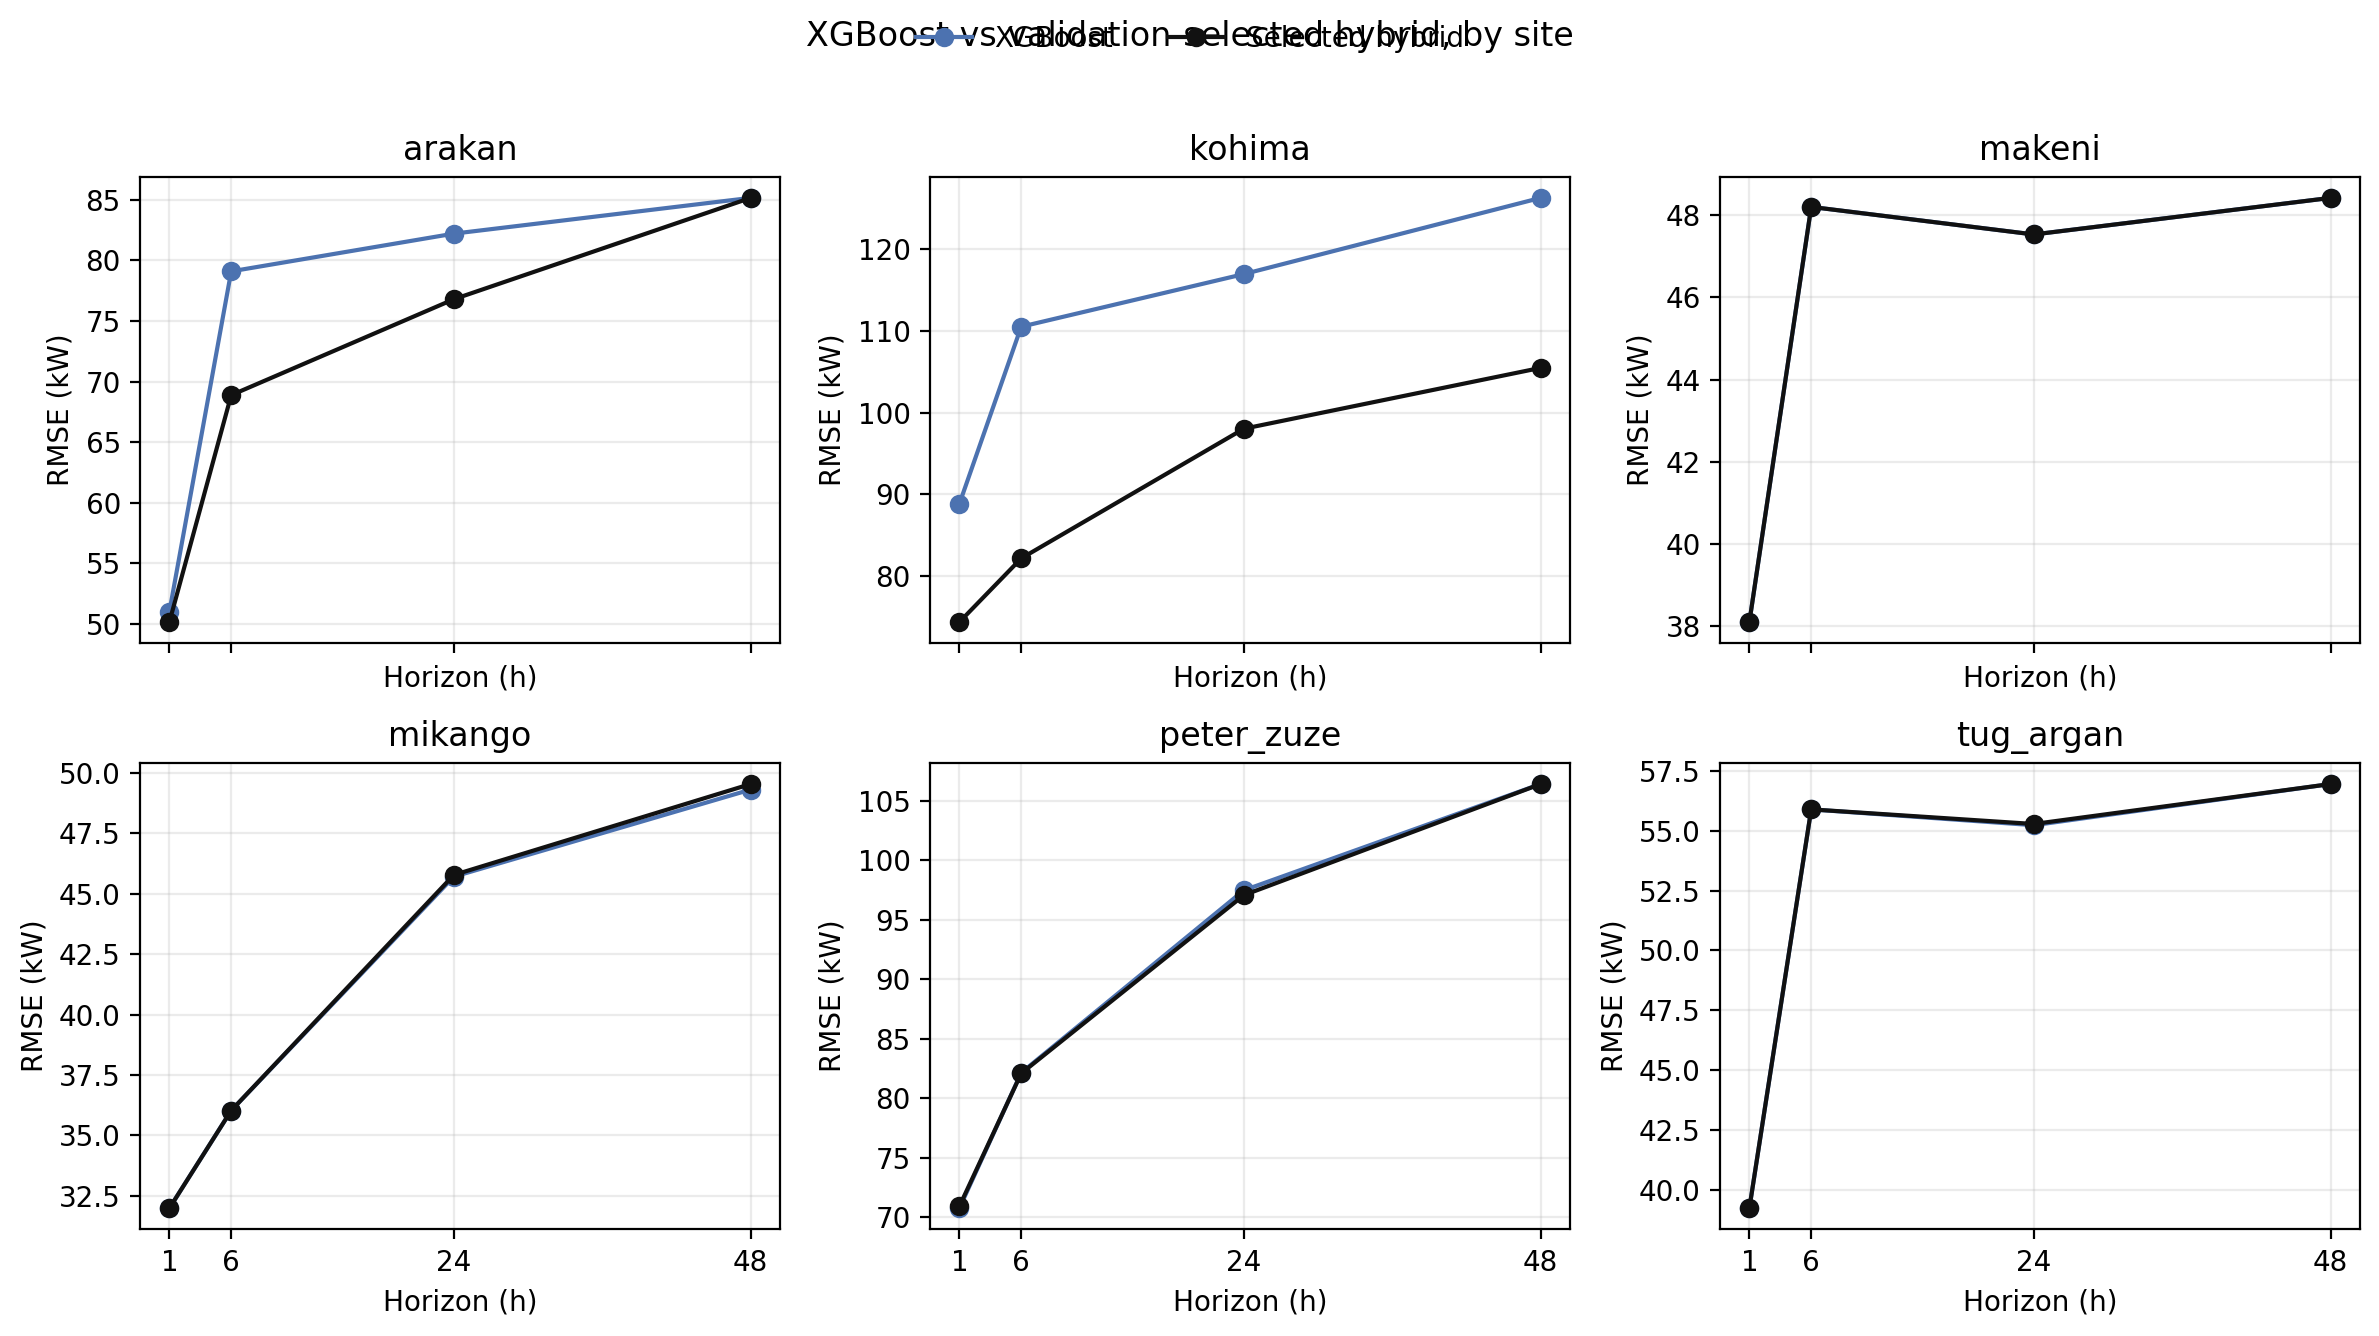 XGBoost vs validation-selected hybrid, by site
XGBoost Selected hybrid
arakan kohima makeni
85
80
75
70
65
60
55
50
RMSE (kW)
Horizon (h)
120
110
100
90
80
RMSE (kW)
Horizon (h)
48
46
44
42
40
38
RMSE (kW)
Horizon (h)
mikango peter_zuze tug_argan
50.0
47.5
45.0
42.5
40.0
37.5
35.0
32.5
RMSE (kW)
1 6 24 48
Horizon (h)
105
100
95
90
85
80
75
70
RMSE (kW)
1 6 24 48
Horizon (h)
57.5
55.0
52.5
50.0
47.5
45.0
42.5
40.0
RMSE (kW)
1 6 24 48
Horizon (h)